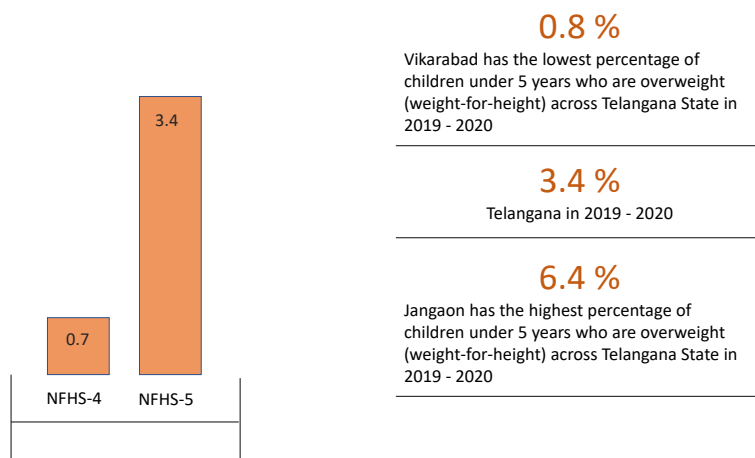 3.4
0.7
NFHS-4
NFHS-5
0.8 %
Vikarabad has the lowest percentage of
children under 5 years who are overweight
(weight-for-height) across Telangana State in
2019 - 2020
3.4 %
Telangana in 2019 - 2020
6.4 %
Jangaon has the highest percentage of
children under 5 years who are overweight
(weight-for-height) across Telangana State in
2019 - 2020